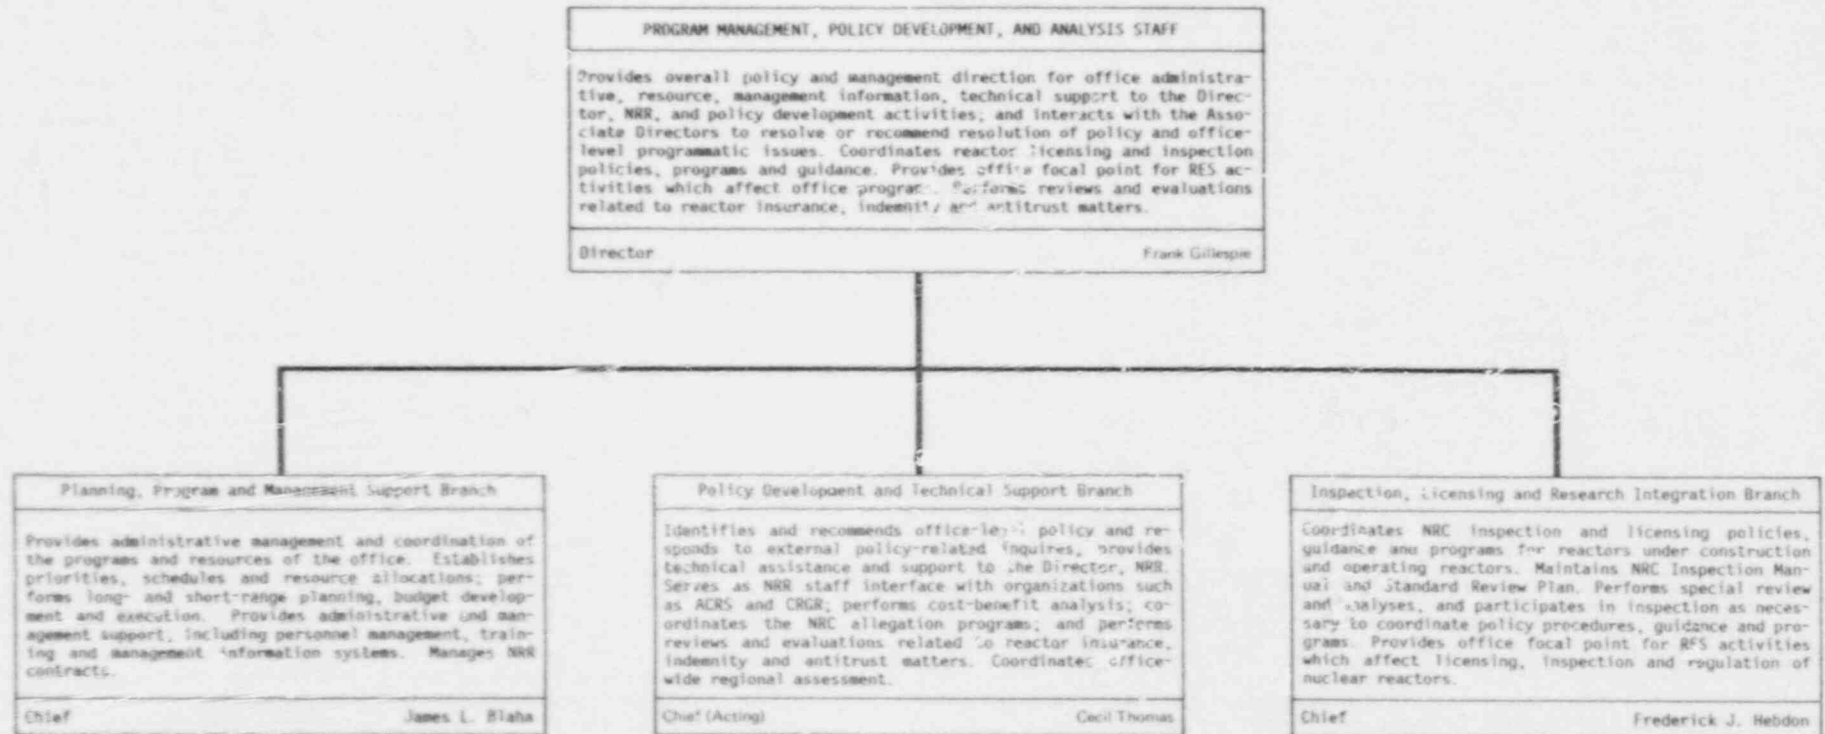 PROGRAM MANAGEMENT, POLICY DEVELOPMENT, AND ANALYSIS STAFF
Provides overall policy and management direction for office administra-
tive, resource, management information, technical support to the Direc-
tor, NRR, and policy development activities; and interacts with the Asso-
ciate Directors to resolve or recommend resolution of policy and office-
level programmatic issues. Coordinates reactor licensing and inspection
policies, programs and guidance. Provides office focal point for RES ac-
tivities which affect office program. Performs reviews and evaluations
related to reactor insurance, indemnity and antitrust matters.
Director Frank Gillespie
Planning, Program and Management Support Branch
Provides administrative management and coordination of
the programs and resources of the office. Establishes
priorities, schedules and resource allocations; per-
forms long- and short-range planning, budget develop-
ment and execution. Provides administrative and man-
agement support, including personnel management, train-
ing and management information systems. Manages NRR
contracts.
Chief James L. Blaha
Policy Development and Technical Support Branch
Identifies and recommends office-level policy and re-
sponds to external policy-related inquires, provides
technical assistance and support to the Director, NRR.
Serves as NRR staff interface with organizations such
as ACRS and CRGR; performs cost-benefit analysis; co-
ordinates the NRC allegation programs; and performs
reviews and evaluations related to reactor insurance,
indemnity and antitrust matters. Coordinates office-
wide regional assessment.
Chief (Acting) Cecil Thomas
Inspection, Licensing and Research Integration Branch
Coordinates NRC inspection and licensing policies,
guidance and programs for reactors under construction
and operating reactors. Maintains NRC Inspection Man-
ual and Standard Review Plan. Performs special review
and analyses, and participates in inspection as neces-
sary to coordinate policy procedures, guidance and pro-
grams. Provides office focal point for RES activities
which affect licensing, inspection and regulation of
nuclear reactors.
Chief Frederick J. Hebdon